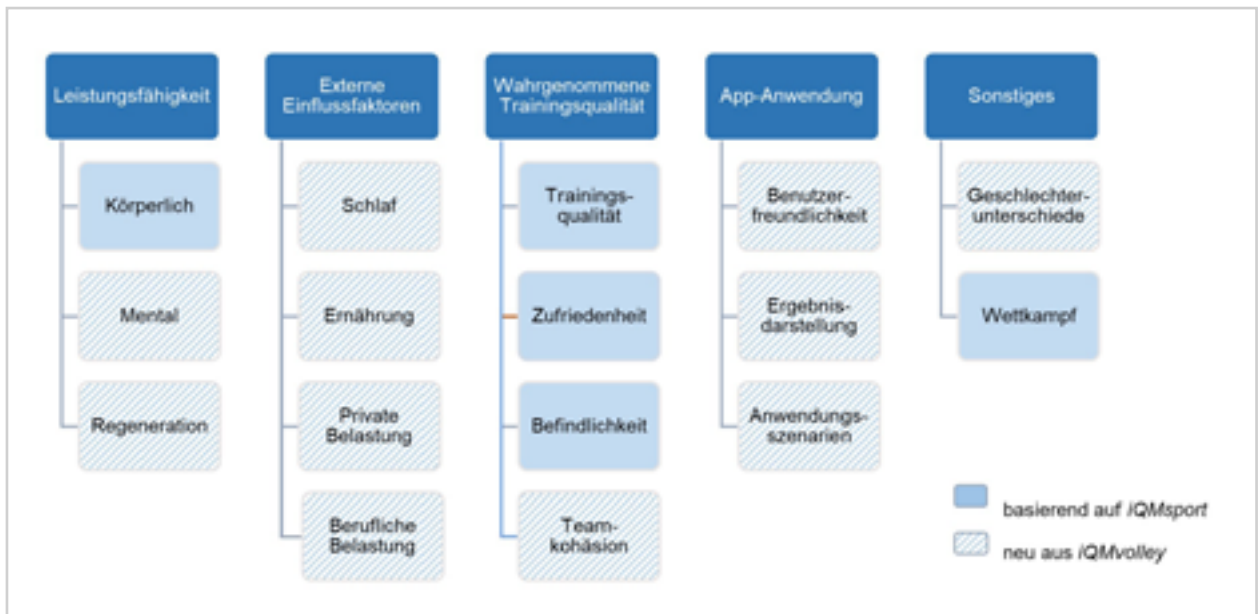 Leistungsfähigkeit
Körperlich
Mental
Regeneration
Externe
Einflussfaktoren
Schlaf
Ernährung
Private
Belastung
Berufliche
Belastung
Wahrgenommene
Trainingsqualität
Trainings-
qualität
Zufriedenheit
Befindlichkeit
Team-
kohäsion
App-Anwendung
Benutzer-
freundlichkeit
Ergebnis-
darstellung
Anwendungs-
szenarien
Sonstiges
Geschlechter-
unterschiede
Wettkampf
basierend auf iQMsport
neu aus iQMvolley